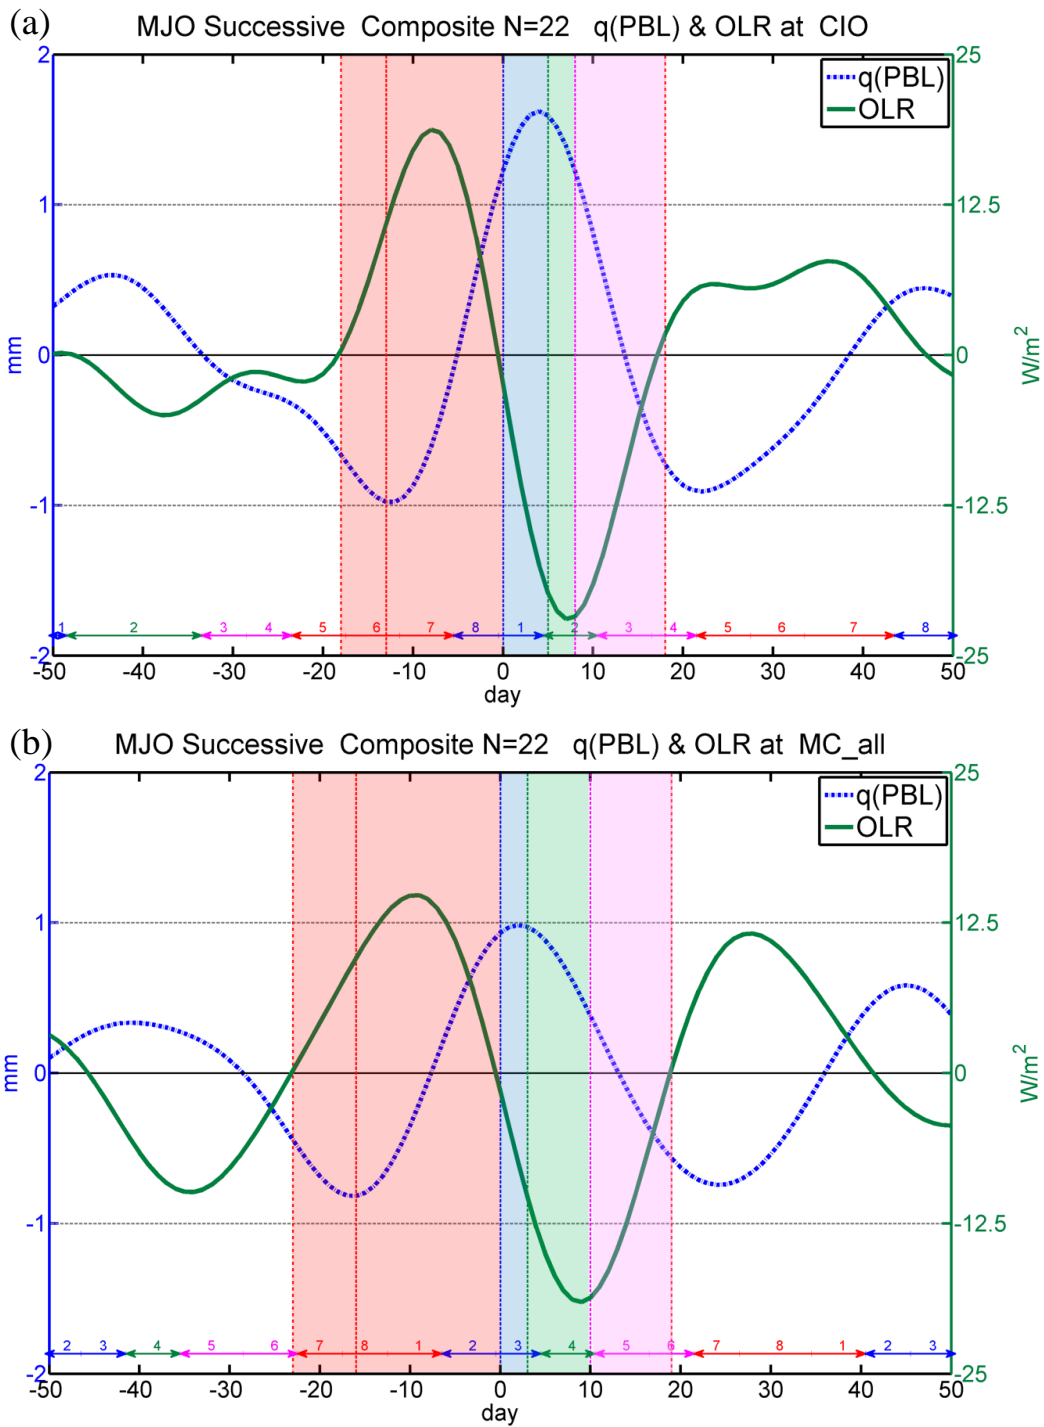 (a) MJO Successive Composite N=22 q(PBL) & OLR at CIO
2 25
q(PBL)
OLR
1 12.5
mm 0 0 W/m²
-1 -12.5
1 2 3 4 5 6 7 8 1 2 3 4 5 6 7 8
-2 -25
-50 -40 -30 -20 -10 0 10 20 30 40 50
day
(b) MJO Successive Composite N=22 q(PBL) & OLR at MC_all
2 25
q(PBL)
OLR
1 12.5
mm 0 0 W/m²
-1 -12.5
2 3 4 5 6 7 8 1 2 3 4 5 6 7 8 1 2 3
-2 -25
-50 -40 -30 -20 -10 0 10 20 30 40 50
day